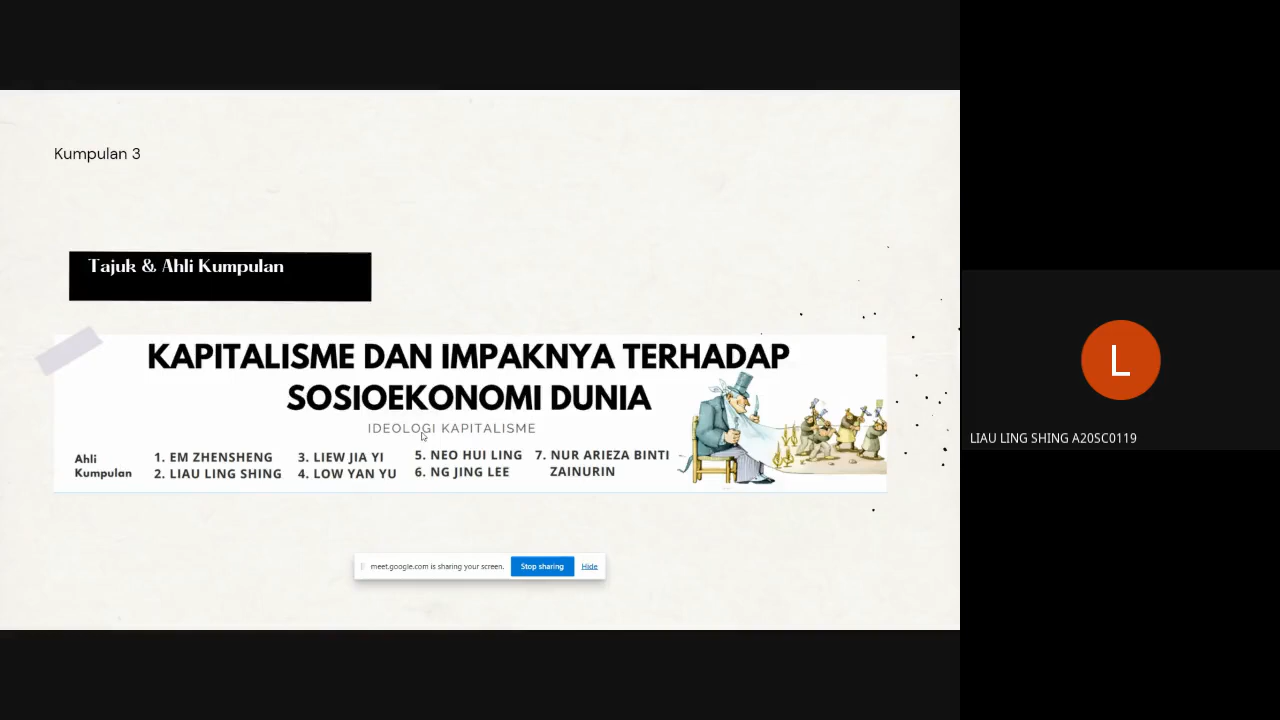 Kumpulan 3
Tajuk & Ahli Kumpulan
KAPITALISME DAN IMPAKNYA TERHADAP
SOSIOEKONOMI DUNIA
IDEOLOGI KAPITALISME
Ahli
Kumpulan
1. EM ZHENSHENG
2. LIAU LING SHING
3. LIEW JIA YI
4. LOW YAN YU
5. NEO HUI LING
6. NG JING LEE
7. NUR ARIEZA BINTI
ZAINURIN
meet.google.com is sharing your screen.
Stop sharing
Hide
L
LIAU LING SHING A20SC0119